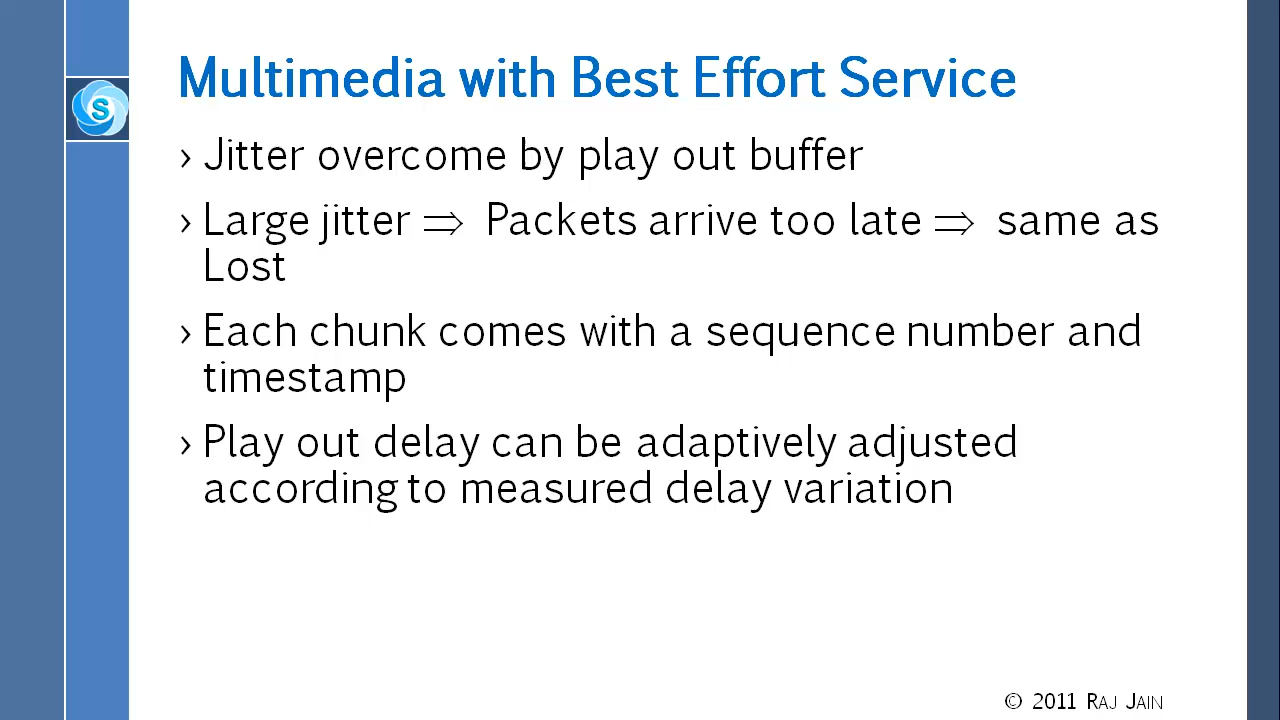 Multimedia with Best Effort Service
S
› Jitter overcome by play out buffer
› Large jitter ⇒ Packets arrive too late ⇒ same as
Lost
› Each chunk comes with a sequence number and
timestamp
› Play out delay can be adaptively adjusted
according to measured delay variation
© 2011 RAJ JAIN